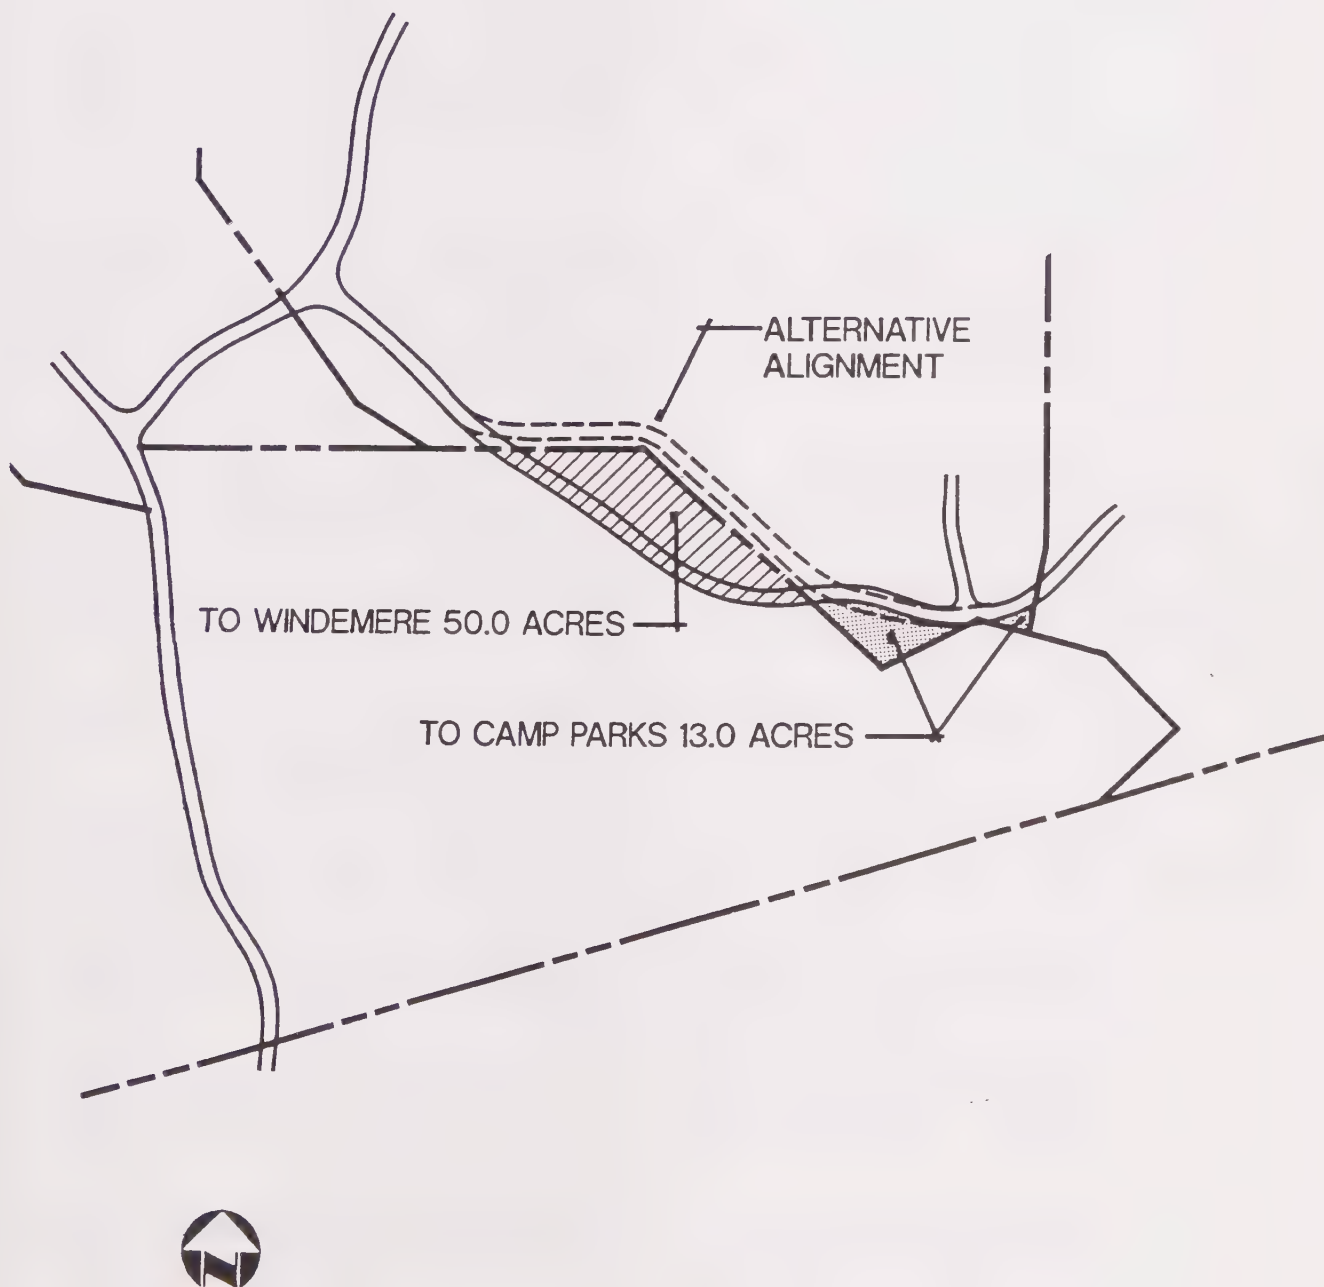 ALTERNATIVE
ALIGNMENT
TO WINDEMERE 50.0 ACRES
TO CAMP PARKS 13.0 ACRES
N